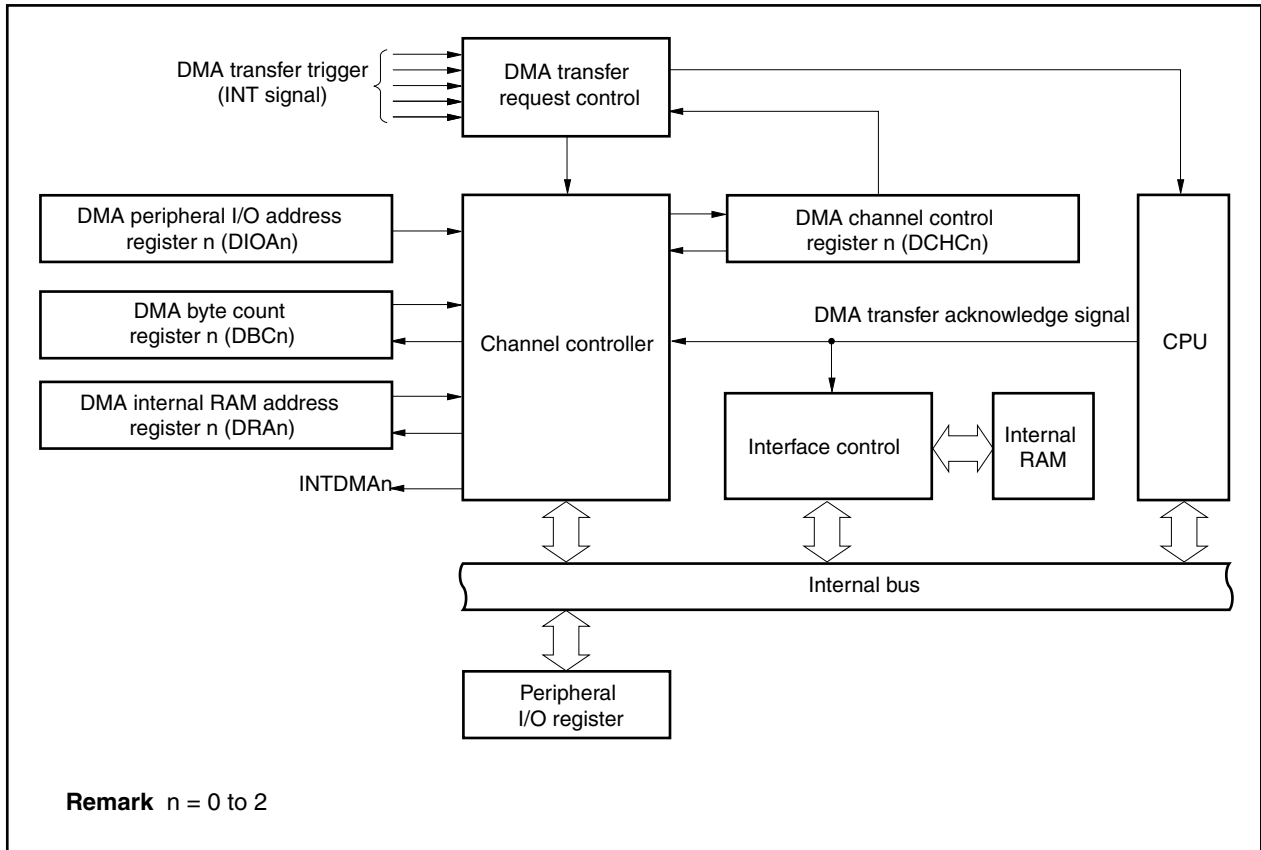 DMA transfer trigger
(INT signal)
DMA transfer
request control
DMA peripheral I/O address
register n (DIOAn)
DMA channel control
register n (DCHCn)
DMA byte count
register n (DBCn)
Channel controller
DMA transfer acknowledge signal
CPU
DMA internal RAM address
register n (DRAn)
Interface control
Internal
RAM
INTDMAn
Internal bus
Peripheral
I/O register
Remark n = 0 to 2